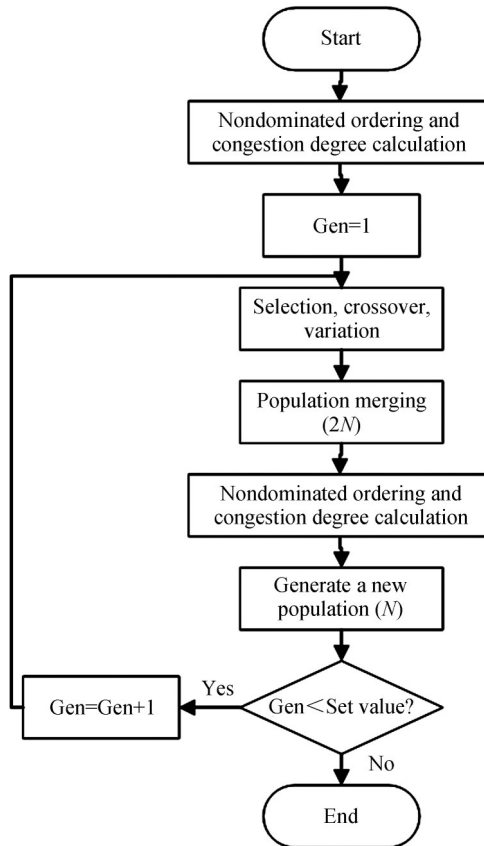 Start
Nondominated ordering and
congestion degree calculation
Gen=1
Selection, crossover,
variation
Population merging
(2N)
Nondominated ordering and
congestion degree calculation
Generate a new
population (N)
Gen<Set value?
Yes
Gen=Gen+1
No
End